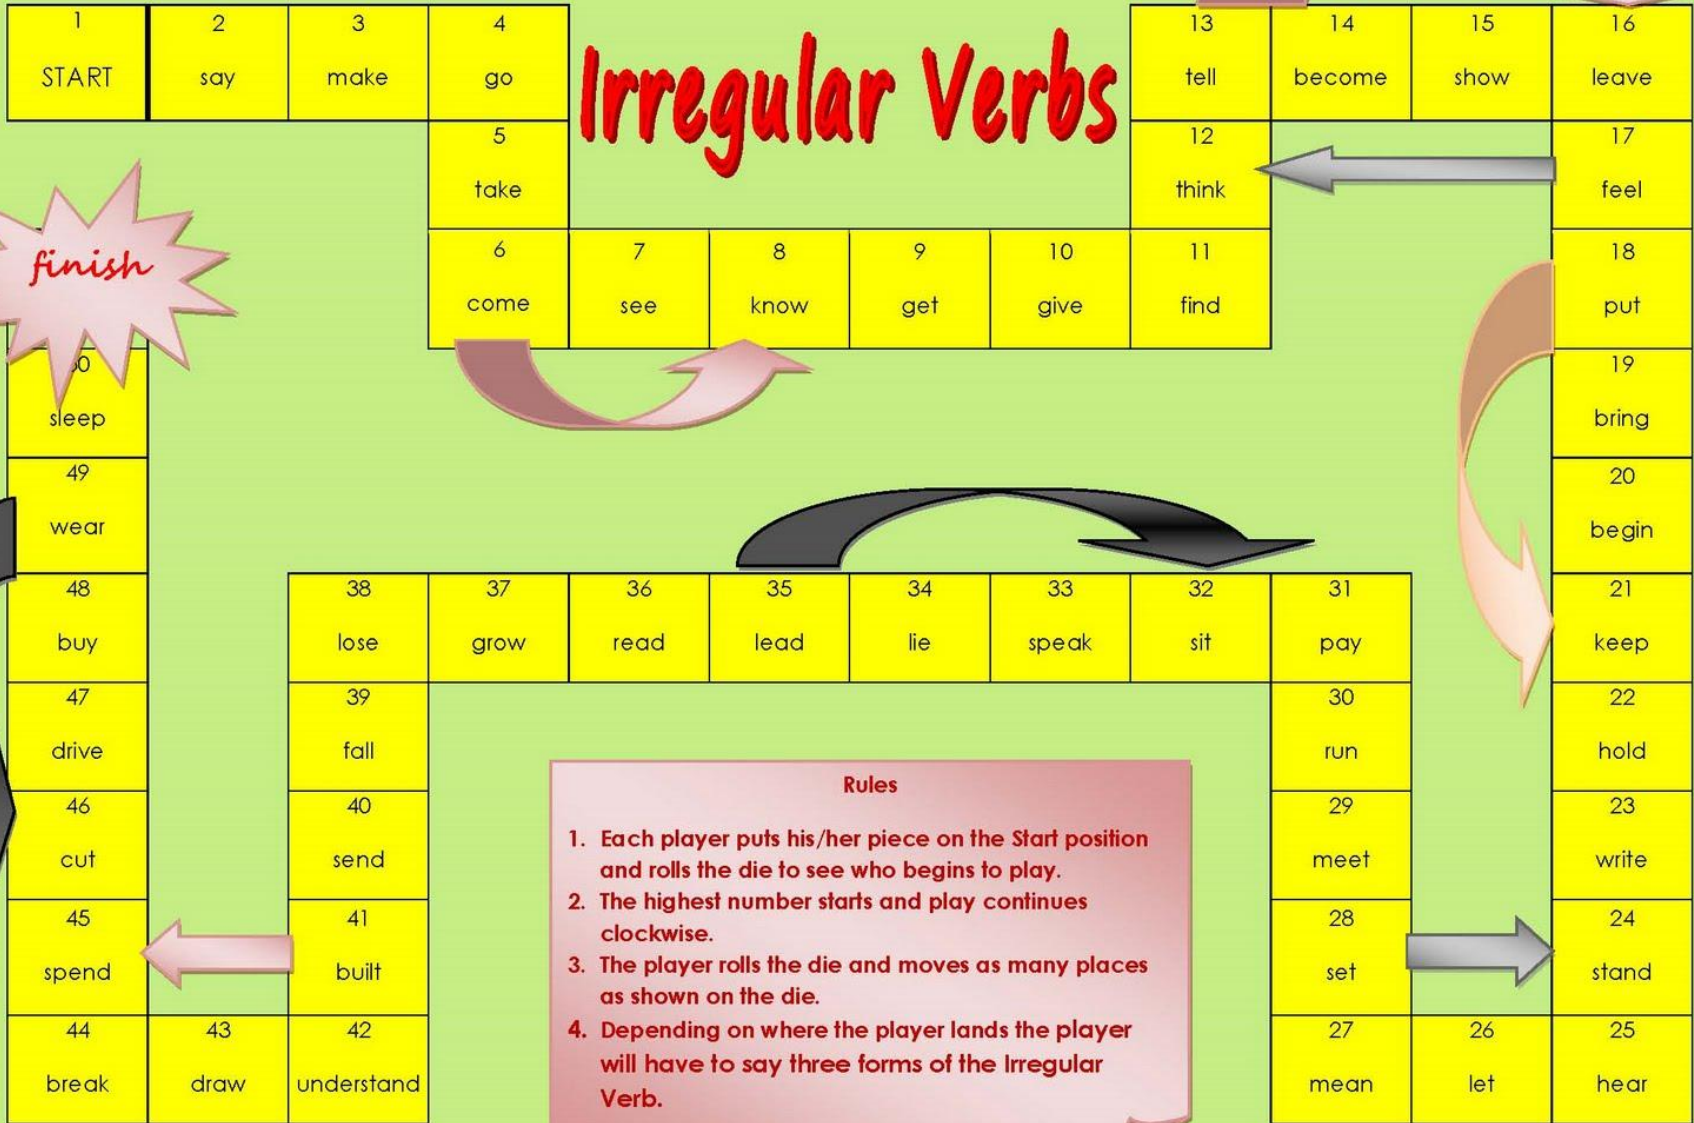 Irregular Verbs
1
START
2
say
3
make
4
go
5
take
6
come
7
see
8
know
9
get
10
give
11
find
12
think
13
tell
14
become
15
show
16
leave
17
feel
18
put
19
bring
20
begin
21
keep
22
hold
23
write
24
stand
25
hear
26
let
27
mean
28
set
29
meet
30
run
31
pay
32
sit
33
speak
34
lie
35
lead
36
read
37
grow
38
lose
39
fall
40
send
41
built
42
understand
43
draw
44
break
45
spend
46
cut
47
drive
48
buy
49
wear
sleep
finish
Rules
1. Each player puts his/her piece on the Start position
and rolls the die to see who begins to play.
2. The highest number starts and play continues
clockwise.
3. The player rolls the die and moves as many places
as shown on the die.
4. Depending on where the player lands the player
will have to say three forms of the Irregular
Verb.